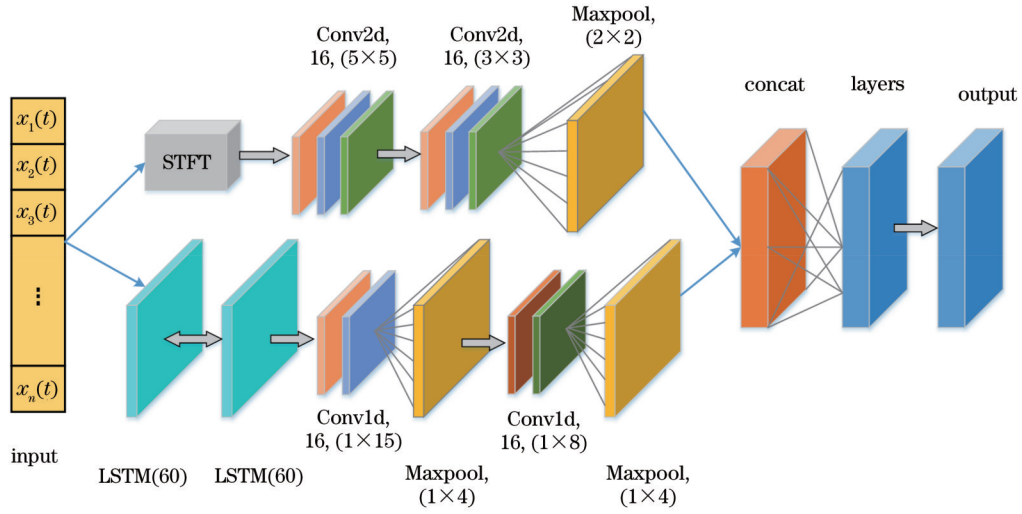 x₁(t)
x₂(t)
x₃(t)
⋮
xₙ(t)
input
STFT
Conv2d,
16, (5×5)
Conv2d,
16, (3×3)
Maxpool,
(2×2)
LSTM(60)
LSTM(60)
Conv1d,
16, (1×15)
Maxpool,
(1×4)
Conv1d,
16, (1×8)
Maxpool,
(1×4)
concat
layers
output